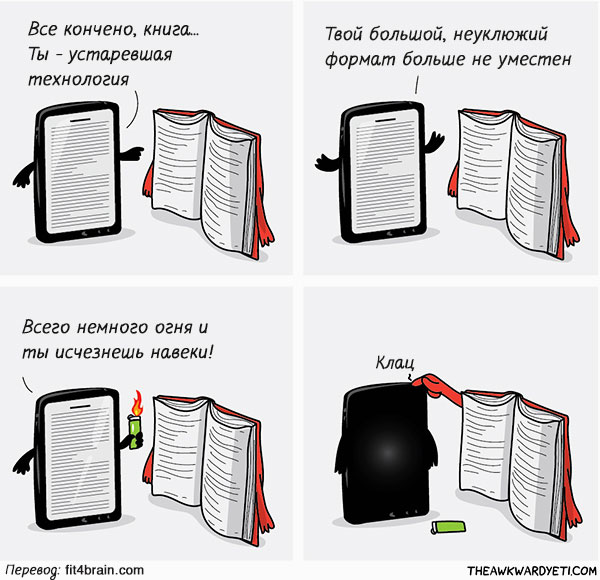 Все кончено, книга...
Ты - устаревшая
технология
Твой большой, неуклюжий
формат больше не уместен
Всего немного огня и
ты исчезнешь навеки!
Клац
Перевод: fit4brain.com
THEAWKWARDYETI.COM